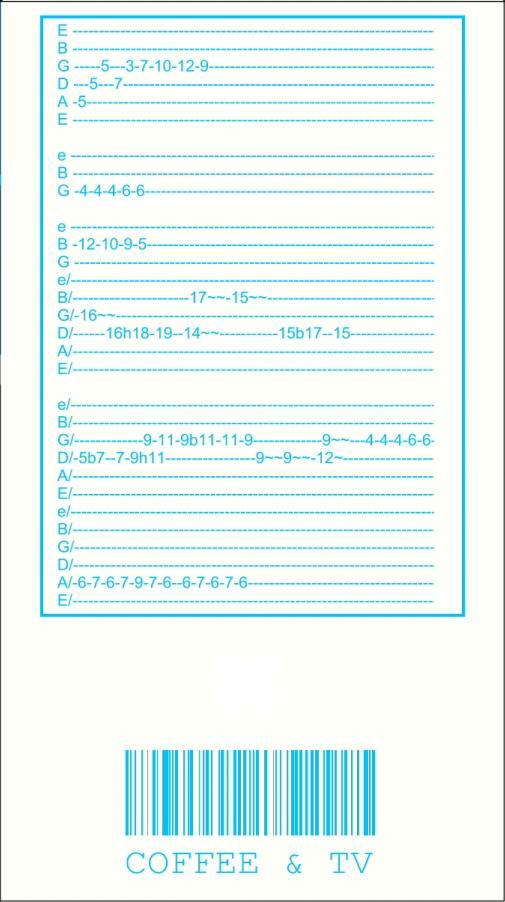 E ------------------------------------------------------------------
B ------------------------------------------------------------------
G -----5---3-7-10-12-9-----------------------------------------
D ---5---7---------------------------------------------------------
A -5----------------------------------------------------------------
E ------------------------------------------------------------------
e ------------------------------------------------------------------
B ------------------------------------------------------------------
G -4-4-4-6-6-----------------------------------------------------
e ------------------------------------------------------------------
B -12-10-9-5-----------------------------------------------------
G ------------------------------------------------------------------
e/------------------------------------------------------------------
B/---------------------17~~-15~~-------------------------------
G/-16~~----------------------------------------------------------
D/------16h18-19--14~~-----------15b17--15---------------
A/------------------------------------------------------------------
E/------------------------------------------------------------------
e/------------------------------------------------------------------
B/------------------------------------------------------------------
G/-------------9-11-9b11-11-9-------------9~~---4-4-4-6-6-
D/-5b7--7-9h11-----------------9~~9~~-12~-----------------
A/------------------------------------------------------------------
E/------------------------------------------------------------------
e/------------------------------------------------------------------
B/------------------------------------------------------------------
G/------------------------------------------------------------------
D/------------------------------------------------------------------
A/-6-7-6-7-9-7-6--6-7-6-7-6----------------------------------
E/------------------------------------------------------------------
COFFEE & TV